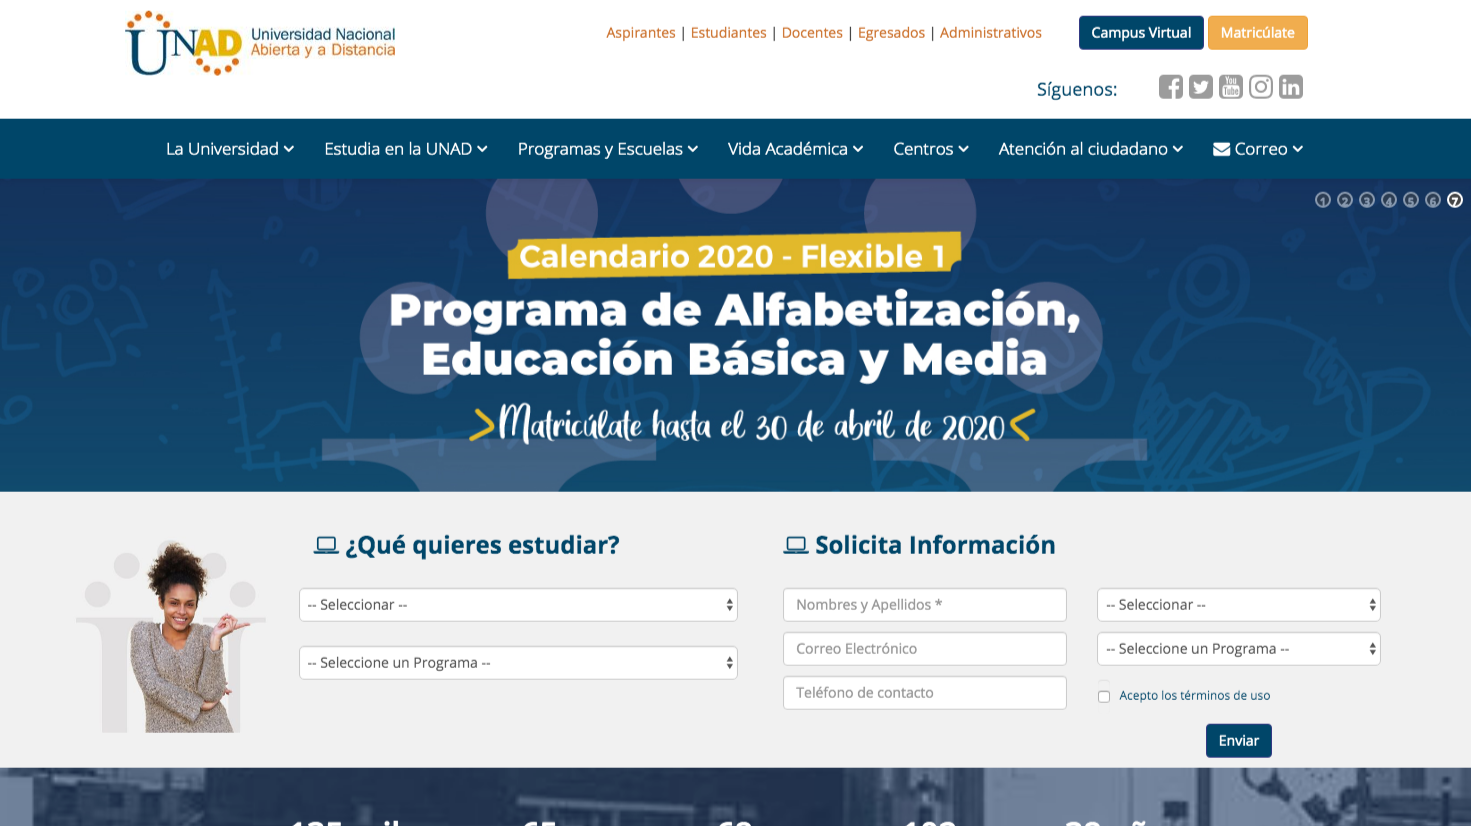 UNAD
Universidad Nacional
Abierta y a Distancia
Aspirantes | Estudiantes | Docentes | Egresados | Administrativos
Campus Virtual
Matricúlate
Síguenos:
You Tube
in
La Universidad
Estudia en la UNAD
Programas y Escuelas
Vida Académica
Centros
Atención al ciudadano
Correo
1 2 3 4 5 6 7
Calendario 2020 - Flexible 1
Programa de Alfabetización,
Educación Básica y Media
>Matricúlate hasta el 30 de abril de 2020<
¿Qué quieres estudiar?
-- Seleccionar --
-- Seleccione un Programa --
Solicita Información
Nombres y Apellidos *
Correo Electrónico
Teléfono de contacto
-- Seleccionar --
-- Seleccione un Programa --
Acepto los términos de uso
Enviar